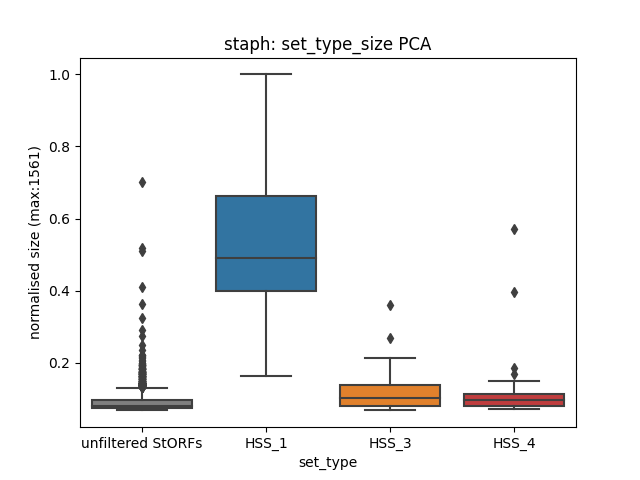 staph: set_type_size PCA
normalised size (max:1561)
1.0
0.8
0.6
0.4
0.2
unfiltered StORFs HSS_1 HSS_3 HSS_4
set_type